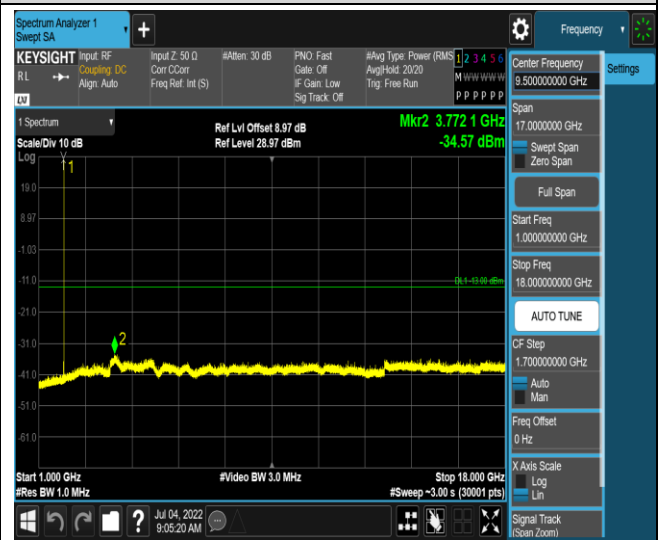 Spectrum Analyzer 1
Swept SA
+
Frequency
KEYSIGHT
RL
LXI
Input: RF
Coupling: DC
Align: Auto
Input Z: 50 Ω
Corr CCorr
Freq Ref: Int (S)
#Atten: 30 dB
PNO: Fast
Gate: Off
IF Gain: Low
Sig Track: Off
#Avg Type: Power (RMS)
Avg|Hold: 20/20
Trig: Free Run
1 2 3 4 5 6
M W W W W W
P P P P P P
1 Spectrum
Scale/Div 10 dB
Log
Ref Lvl Offset 8.97 dB
Ref Level 28.97 dBm
Mkr2 3.772 1 GHz
-34.57 dBm
1
19.0
8.97
-1.03
-11.0
DL1 -13.00 dBm
-21.0
-31.0
2
-41.0
-51.0
-61.0
Start 1.000 GHz
#Res BW 1.0 MHz
#Video BW 3.0 MHz
Stop 18.000 GHz
#Sweep ~3.00 s (30001 pts)
?
Jul 04, 2022
9:05:20 AM
Center Frequency
9.500000000 GHz
Settings
Span
17.0000000 GHz
Swept Span
Zero Span
Full Span
Start Freq
1.000000000 GHz
Stop Freq
18.000000000 GHz
AUTO TUNE
CF Step
1.700000000 GHz
Auto
Man
Freq Offset
0 Hz
X Axis Scale
Log
Lin
Signal Track
(Span Zoom)